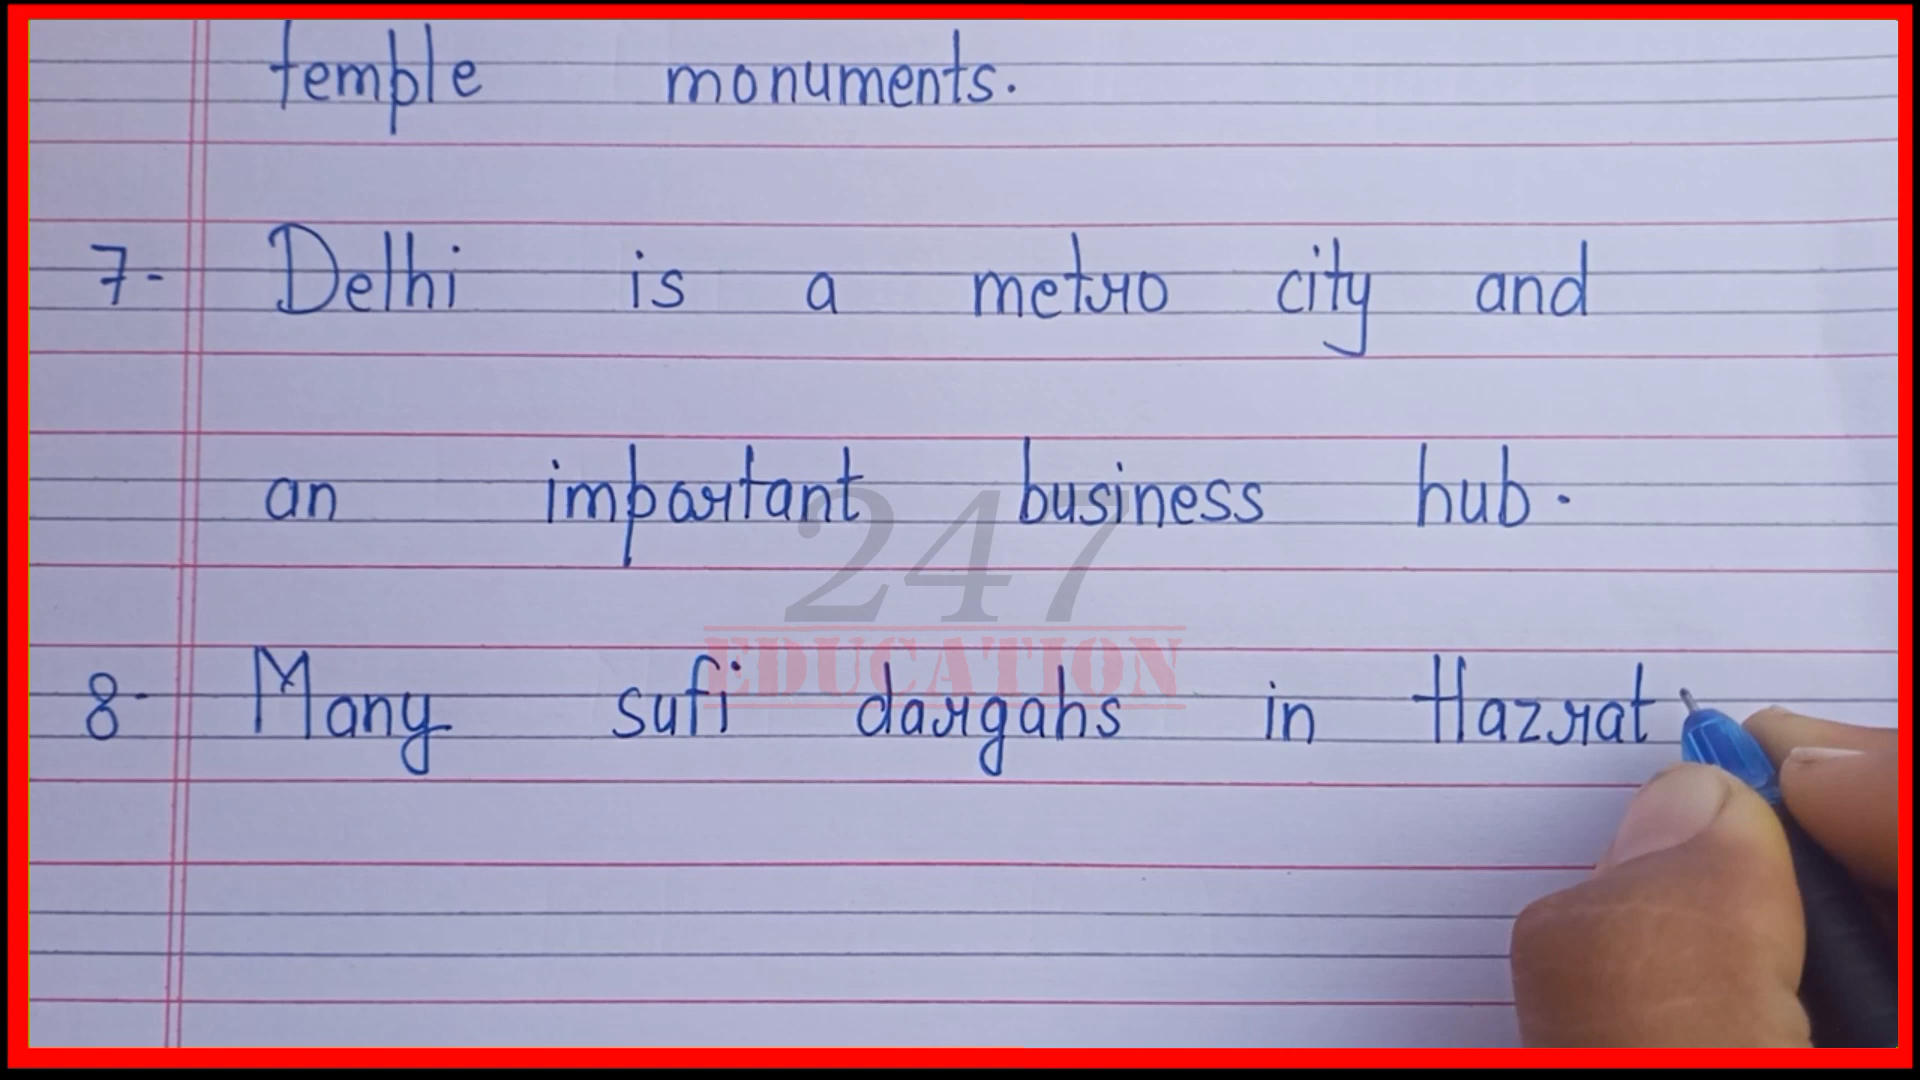 temple monuments.
7- Delhi is a metro city and
an important business hub.
8- Many sufi dargahs in Hazrat
247
EDUCATION